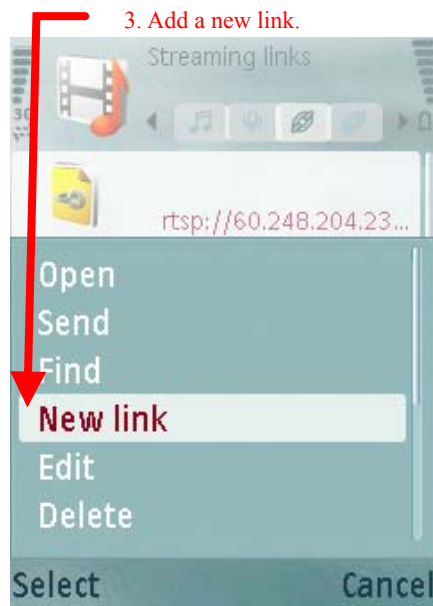 3. Add a new link.
Streaming links
rtsp://60.248.204.23...
Open
Send
Find
New link
Edit
Delete
Select Cancel